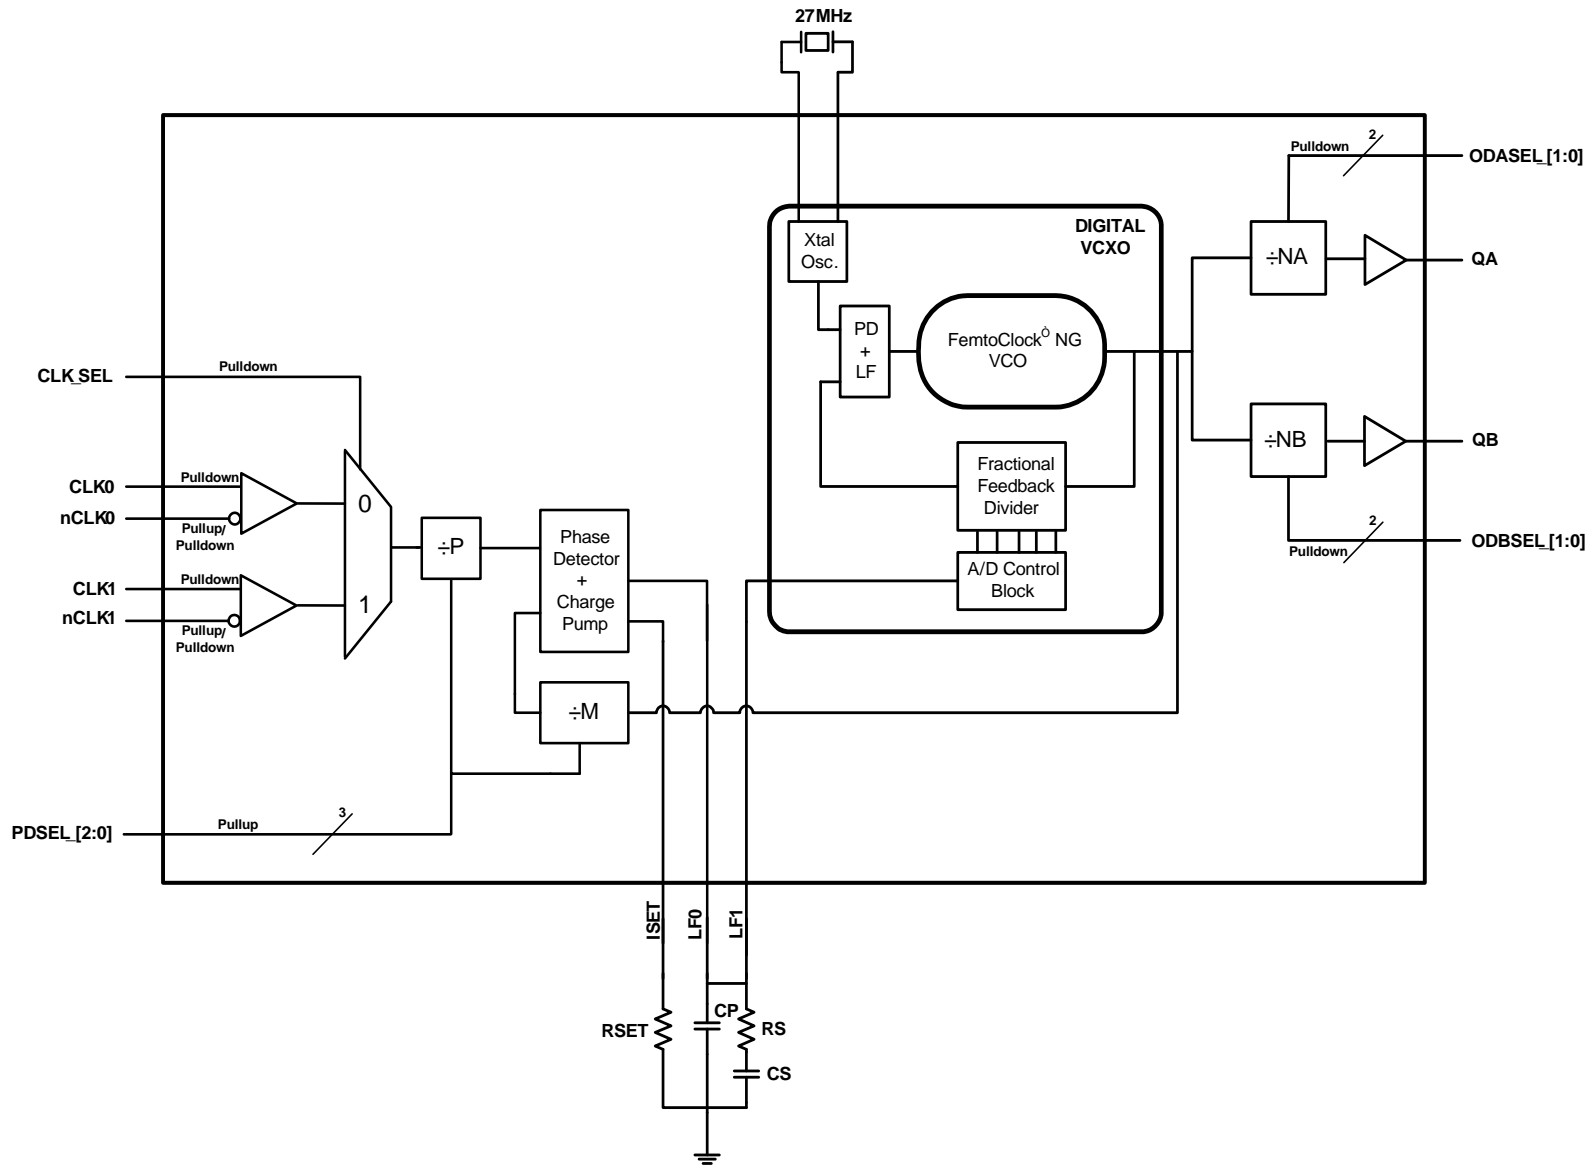 27MHz
2
Pulldown
ODASEL_[1:0]
DIGITAL
VCXO
Xtal
Osc.
÷NA
QA
PD
+
LF
FemtoClock Ò NG
VCO
CLK_SEL
Pulldown
÷NB
QB
Fractional
Feedback
Divider
CLK0
Pulldown
0
nCLK0
Pullup/
Pulldown
÷P
Phase
Detector
+
Charge
Pump
2
Pulldown
ODBSEL_[1:0]
A/D Control
Block
CLK1
Pulldown
1
nCLK1
Pullup/
Pulldown
÷M
PDSEL_[2:0]
Pullup
3
ISET
LF0
LF1
RSET
CP
RS
CS